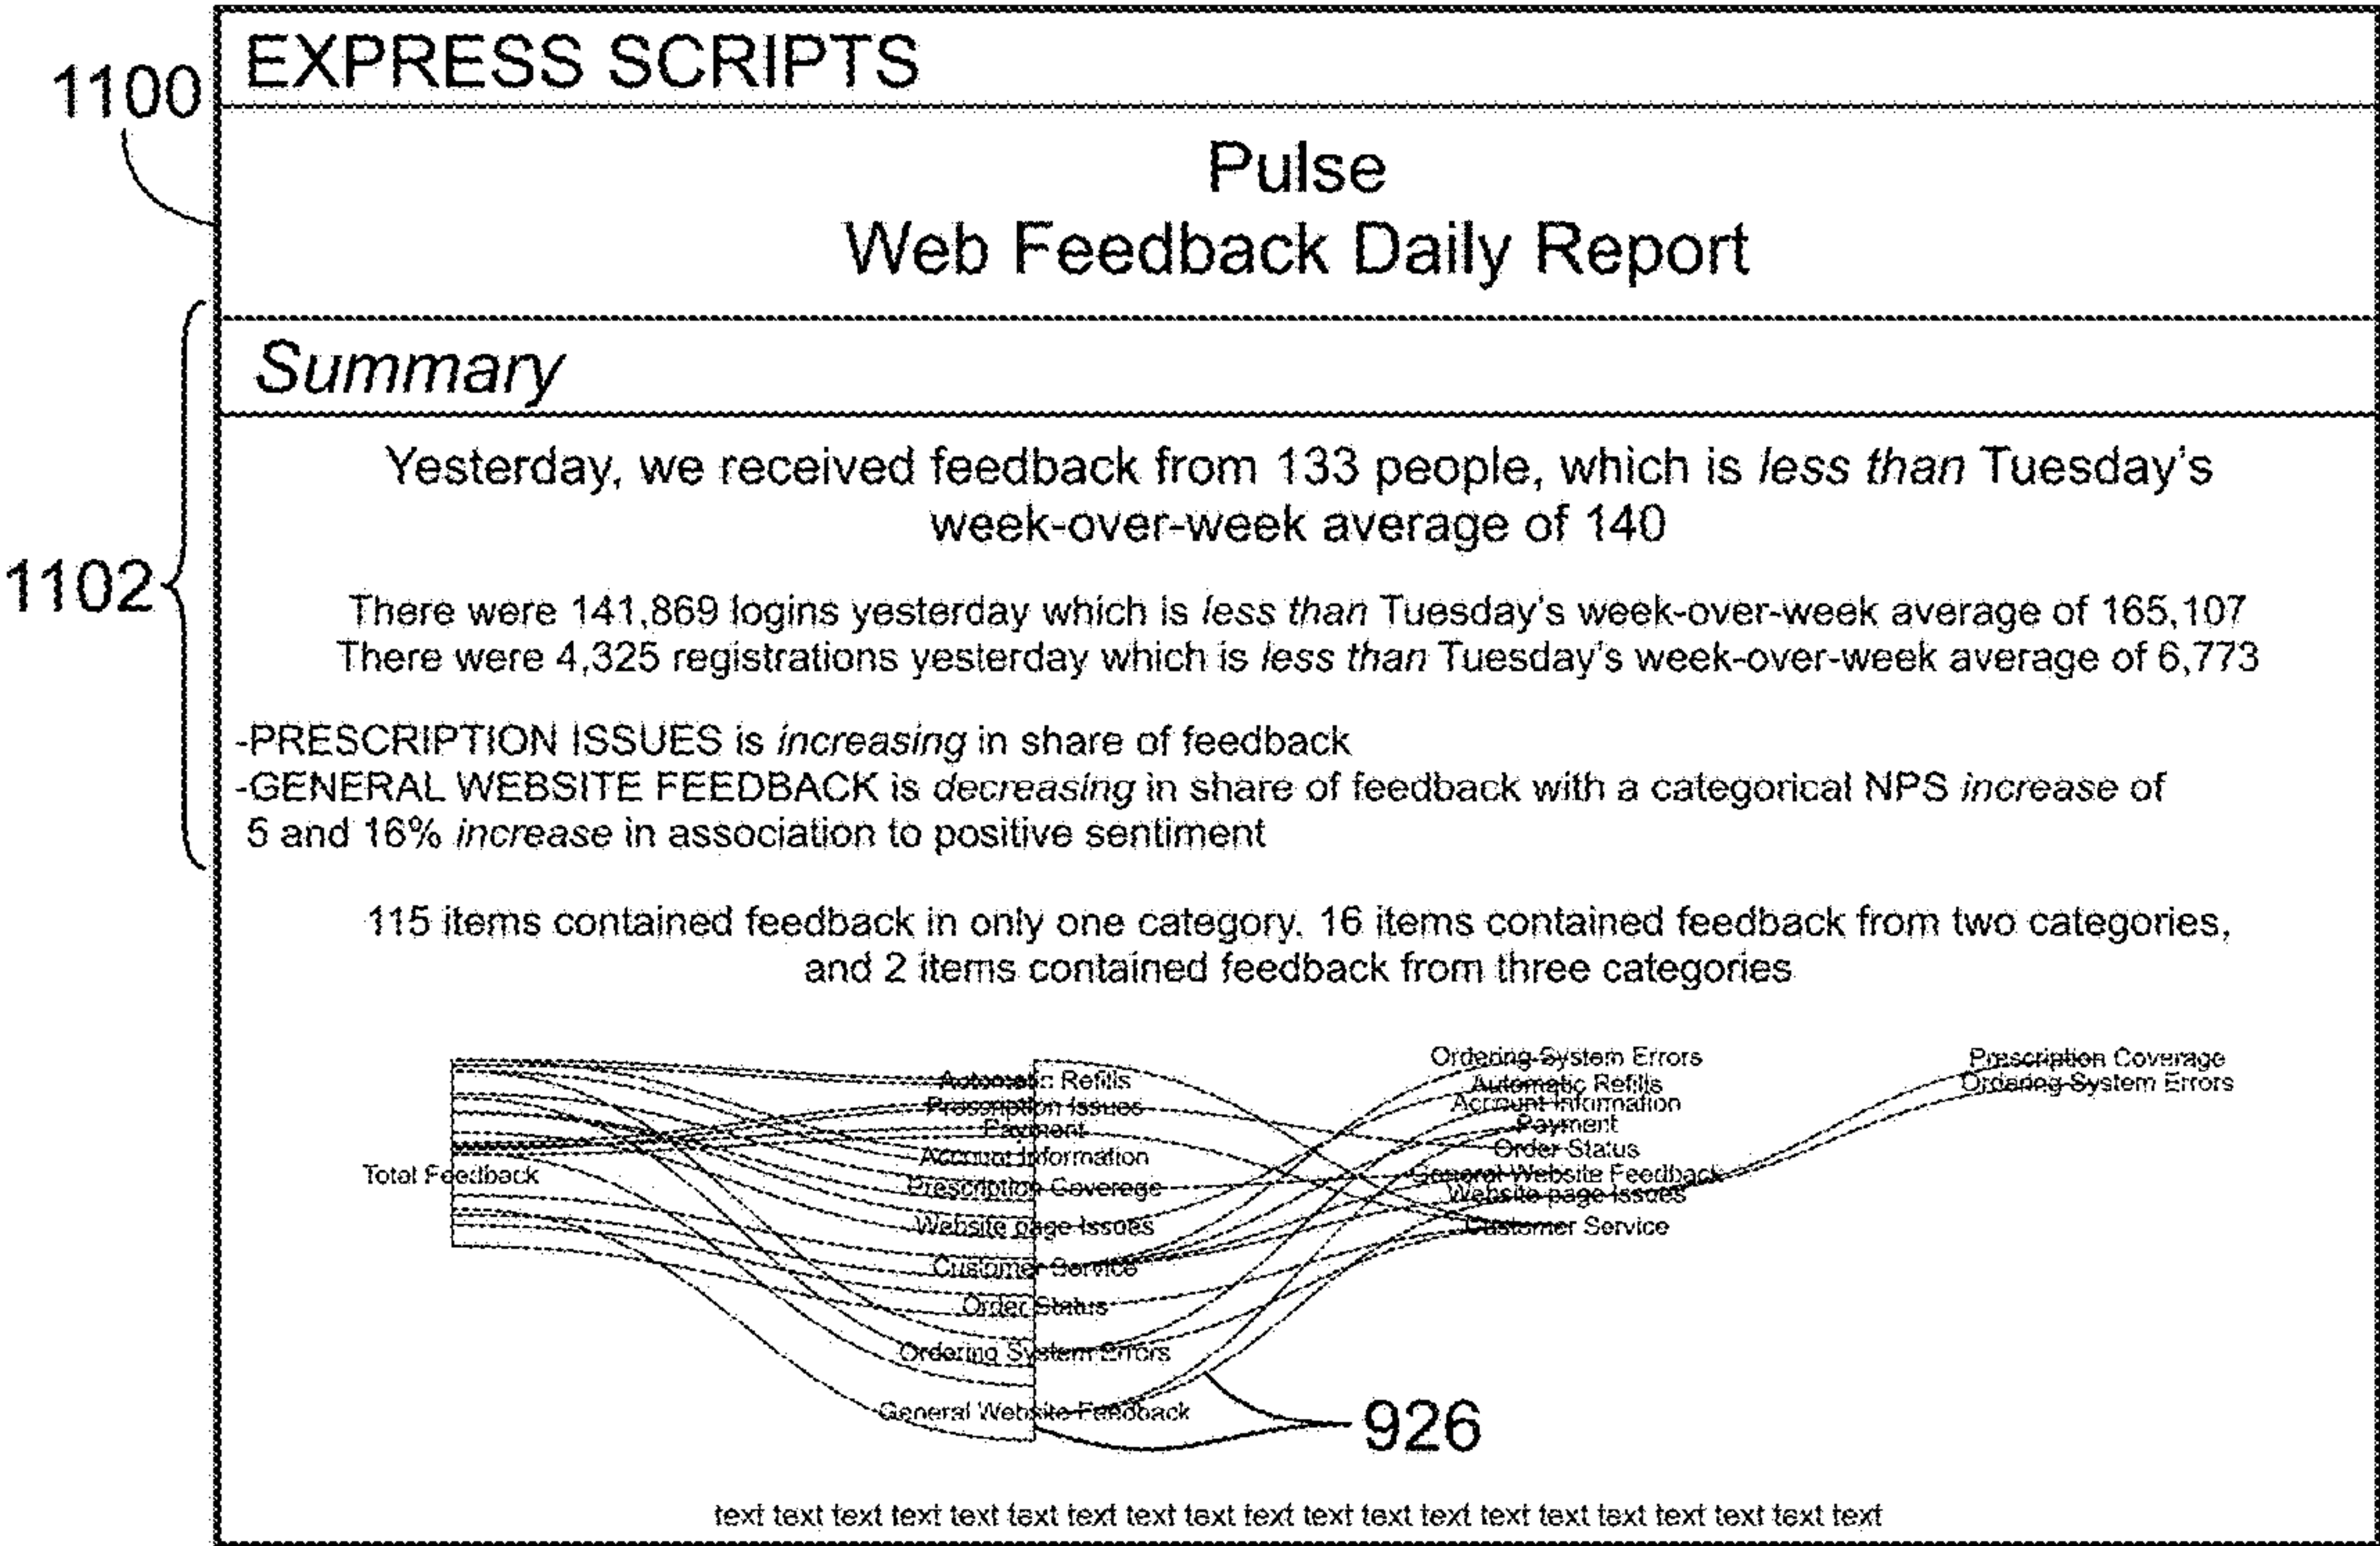 1100
EXPRESS SCRIPTS
Pulse
Web Feedback Daily Report
1102
Summary
Yesterday, we received feedback from 133 people, which is less than Tuesday's
week-over-week average of 140
There were 141,869 logins yesterday which is less than Tuesday's week-over-week average of 165,107
There were 4,325 registrations yesterday which is less than Tuesday's week-over-week average of 6,773
-PRESCRIPTION ISSUES is increasing in share of feedback
-GENERAL WEBSITE FEEDBACK is decreasing in share of feedback with a categorical NPS increase of
5 and 16% increase in association to positive sentiment
115 items contained feedback in only one category. 16 items contained feedback from two categories,
and 2 items contained feedback from three categories
Total Feedback
Automatic Refills
Prescription Issues
Payment
Account Information
Prescription Coverage
Website page Issues
Customer Service
Order Status
Ordering System Errors
General Website Feedback
Ordering System Errors
Automatic Refills
Account Information
Payment
Order Status
General Website Feedback
Website page Issues
Customer Service
Prescription Coverage
Ordering System Errors
926
text text text text text text text text text text text text text text text text text text text text